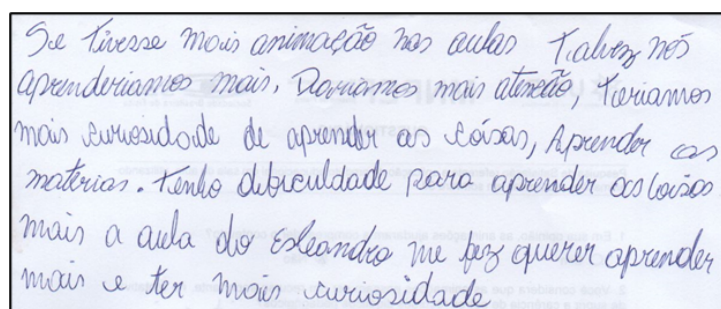 Se tivesse mais animação nas aulas Talvez nós
aprenderiamos mais, Dariamos mais atenção, Teriamos
mais curiosidade de aprender as coisas, Aprender as
matérias. Tenho dibiculdade para aprender as coisas
mais a aula do Esleandro me fez querer aprender
mais e ter mais curiosidade